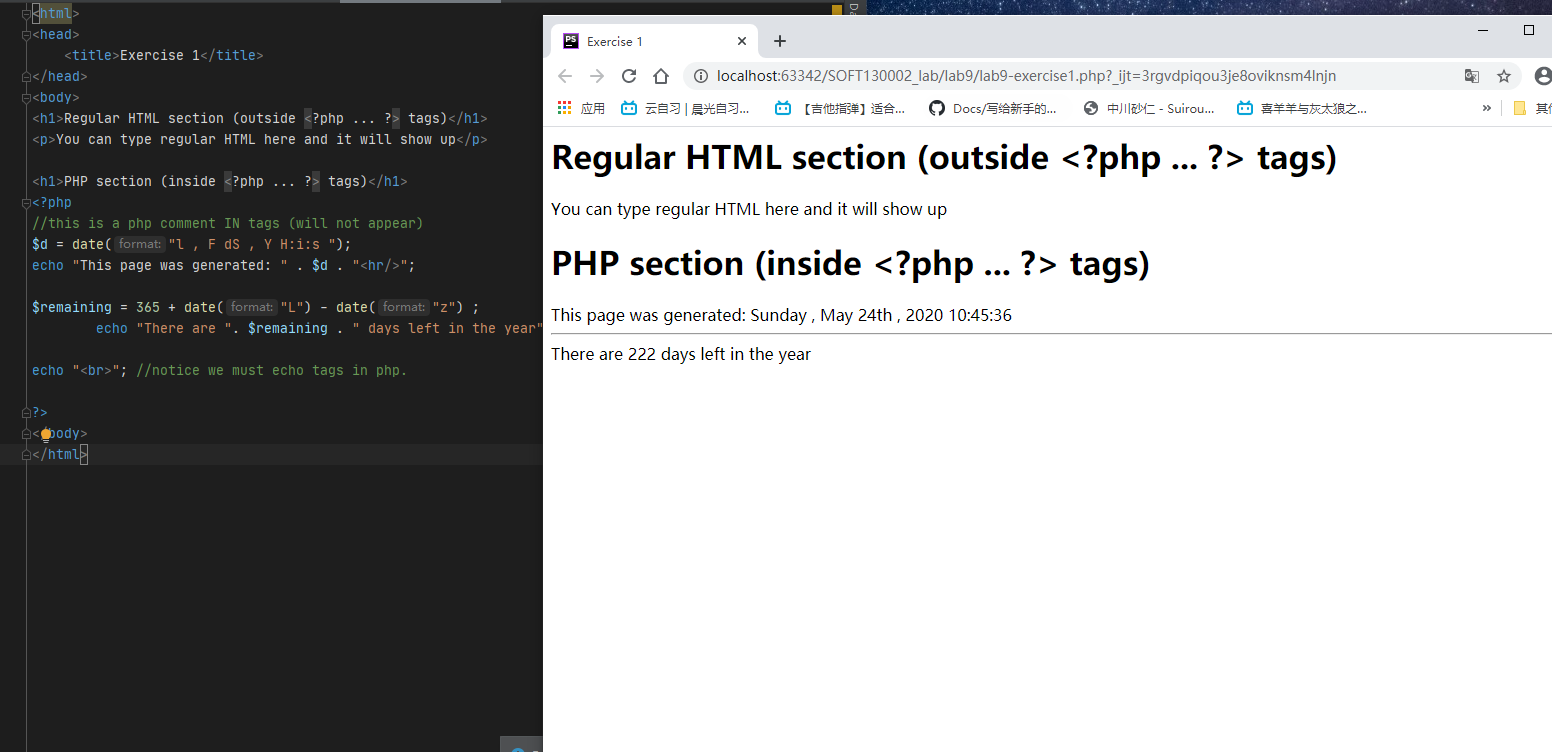 <html>
<head>
<title>Exercise 1</title>
</head>
<body>
<h1>Regular HTML section (outside <?php ... ?> tags)</h1>
<p>You can type regular HTML here and it will show up</p>
<h1>PHP section (inside <?php ... ?> tags)</h1>
<?php
//this is a php comment IN tags (will not appear)
$d = date( format: "l , F dS , Y H:i:s ");
echo "This page was generated: " . $d . "<hr/>";
$remaining = 365 + date( format: "L") - date( format: "z") ;
echo "There are ". $remaining . " days left in the year"
echo "<br>"; //notice we must echo tags in php.
?>
</body>
</html>
PS Exercise 1
localhost:63342/SOFT130002_lab/lab9/lab9-exercise1.php?_ijt=3rgvdpiqou3je8oviknsm4lnjn
应用 云自习 | 晨光自习... 【吉他指弹】适合... Docs/写给新手的... 中川砂仁 - Suirou... 喜羊羊与灰太狼之... »
Regular HTML section (outside <?php ... ?> tags)
You can type regular HTML here and it will show up
PHP section (inside <?php ... ?> tags)
This page was generated: Sunday , May 24th , 2020 10:45:36
There are 222 days left in the year